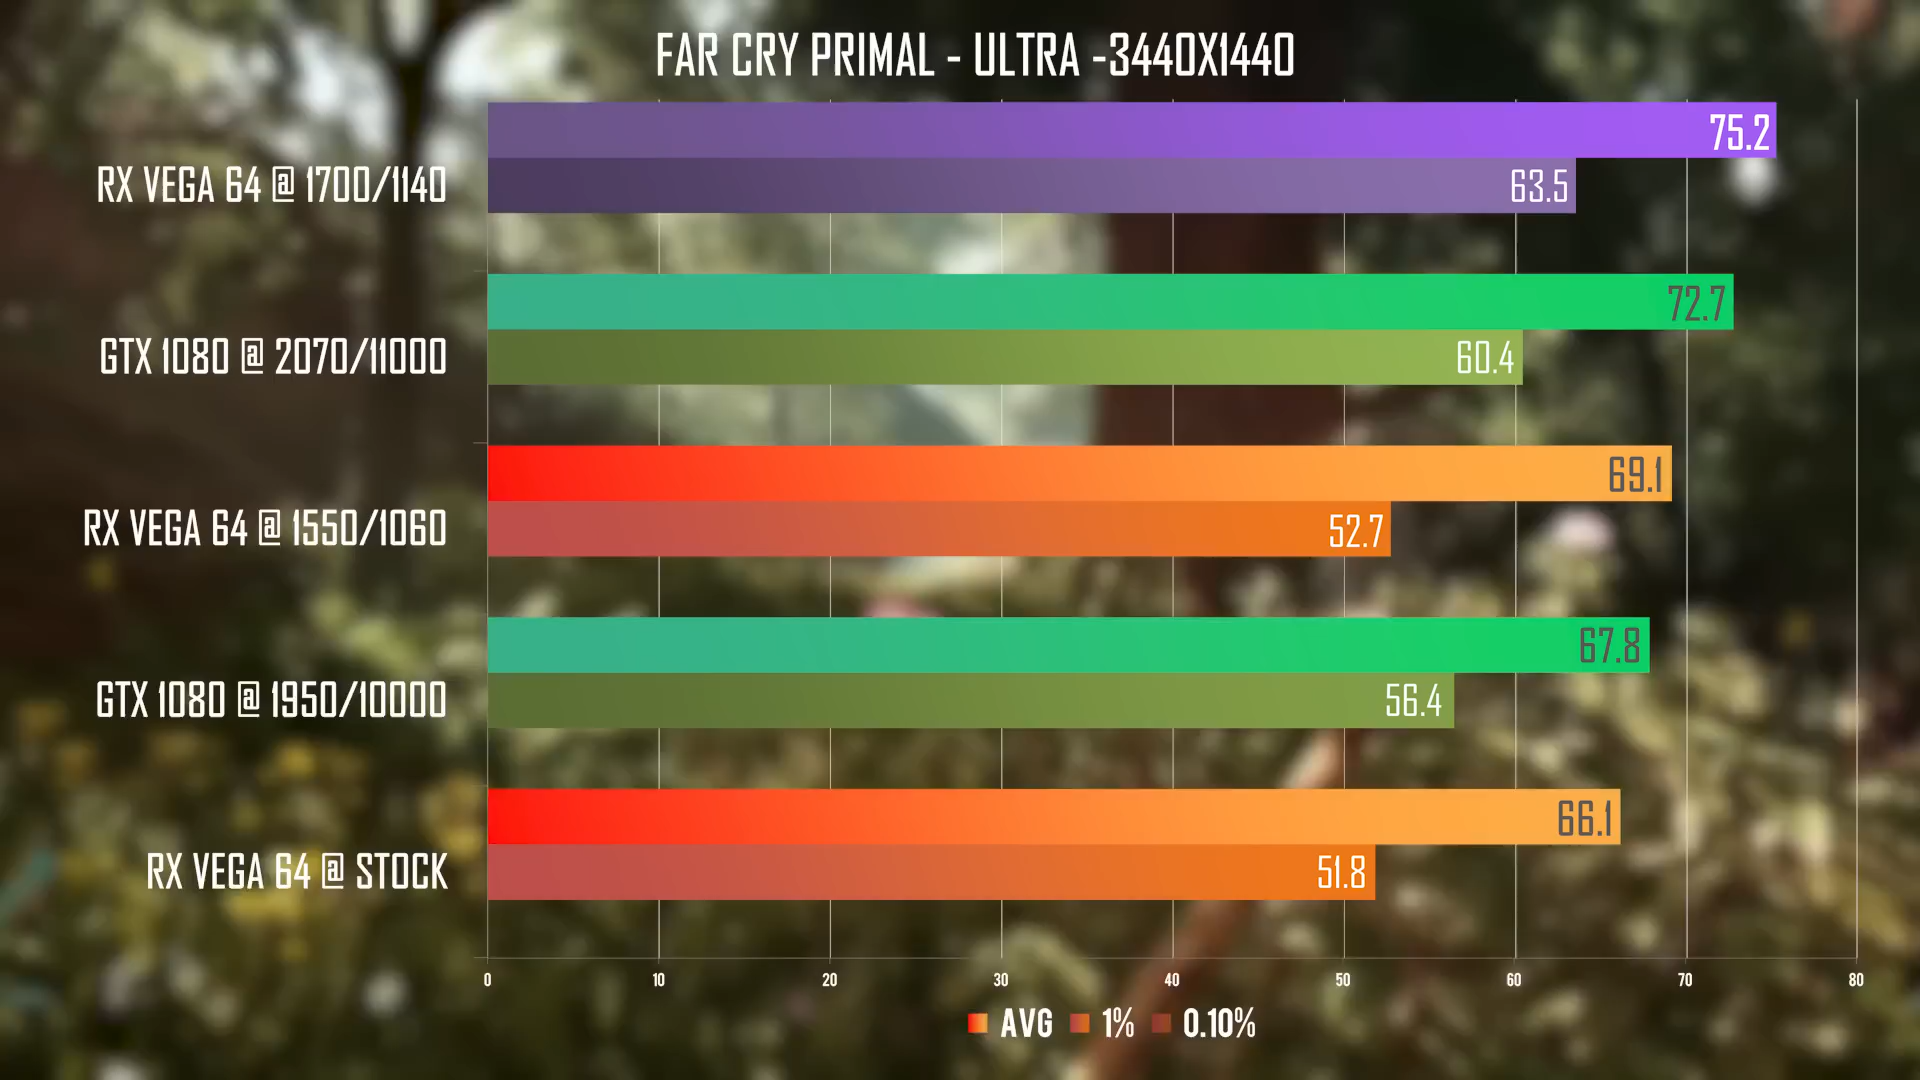 FAR CRY PRIMAL - ULTRA -3440X1440
75.2
RX VEGA 64 @ 1700/1140
63.5
72.7
GTX 1080 @ 2070/11000
60.4
69.1
RX VEGA 64 @ 1550/1060
52.7
67.8
GTX 1080 @ 1950/10000
56.4
66.1
RX VEGA 64 @ STOCK
51.8
0 10 20 30 40 50 60 70 80
AVG 1% 0.10%